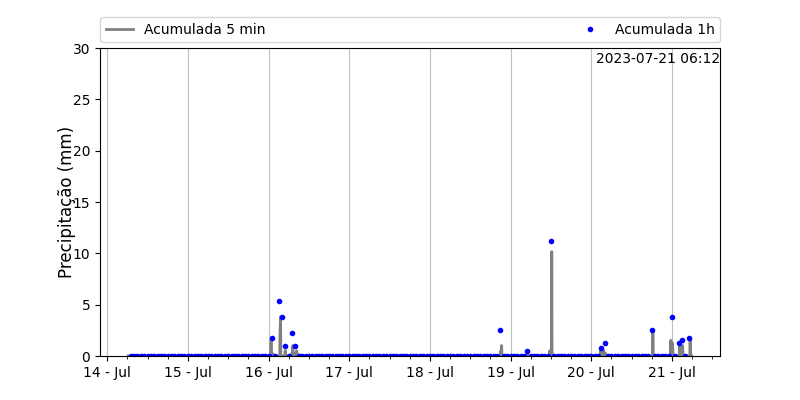 Acumulada 5 min
Acumulada 1h
2023-07-21 06:12
Precipitação (mm)
30
25
20
15
10
5
0
14 - Jul
15 - Jul
16 - Jul
17 - Jul
18 - Jul
19 - Jul
20 - Jul
21 - Jul